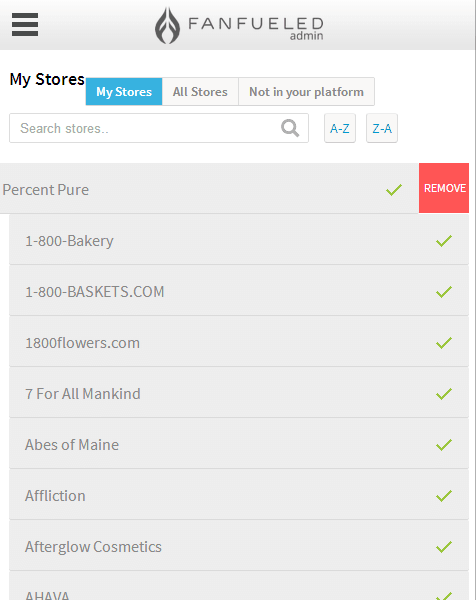 FANFUELED
admin
My Stores
My Stores All Stores Not in your platform
Search stores.. A-Z Z-A
Percent Pure REMOVE
1-800-Bakery
1-800-BASKETS.COM
1800flowers.com
7 For All Mankind
Abes of Maine
Affliction
Afterglow Cosmetics
AHAVA